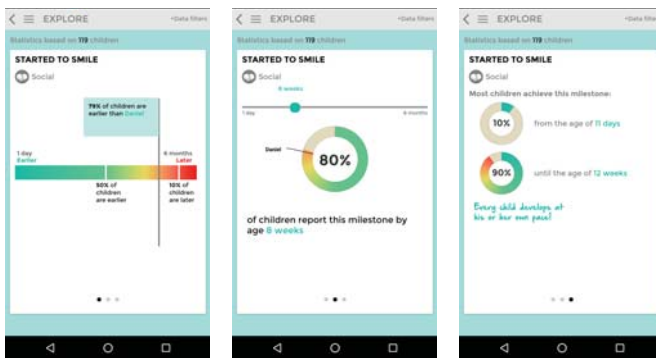 EXPLORE
+Data filters
Statistics based on 119 children
STARTED TO SMILE
Social
79% of children are
earlier than Daniel
1 day
Earlier
6 months
Later
50% of
children
are earlier
10% of
children
are later
EXPLORE
+Data filters
Statistics based on 119 children
STARTED TO SMILE
Social
8 weeks
1 day
6 months
Daniel
80%
of children report this milestone by
age 8 weeks
EXPLORE
+Data filters
Statistics based on 119 children
STARTED TO SMILE
Social
Most children achieve this milestone:
10%
from the age of 11 days
90%
until the age of 12 weeks
Every child develops at
his or her own pace!